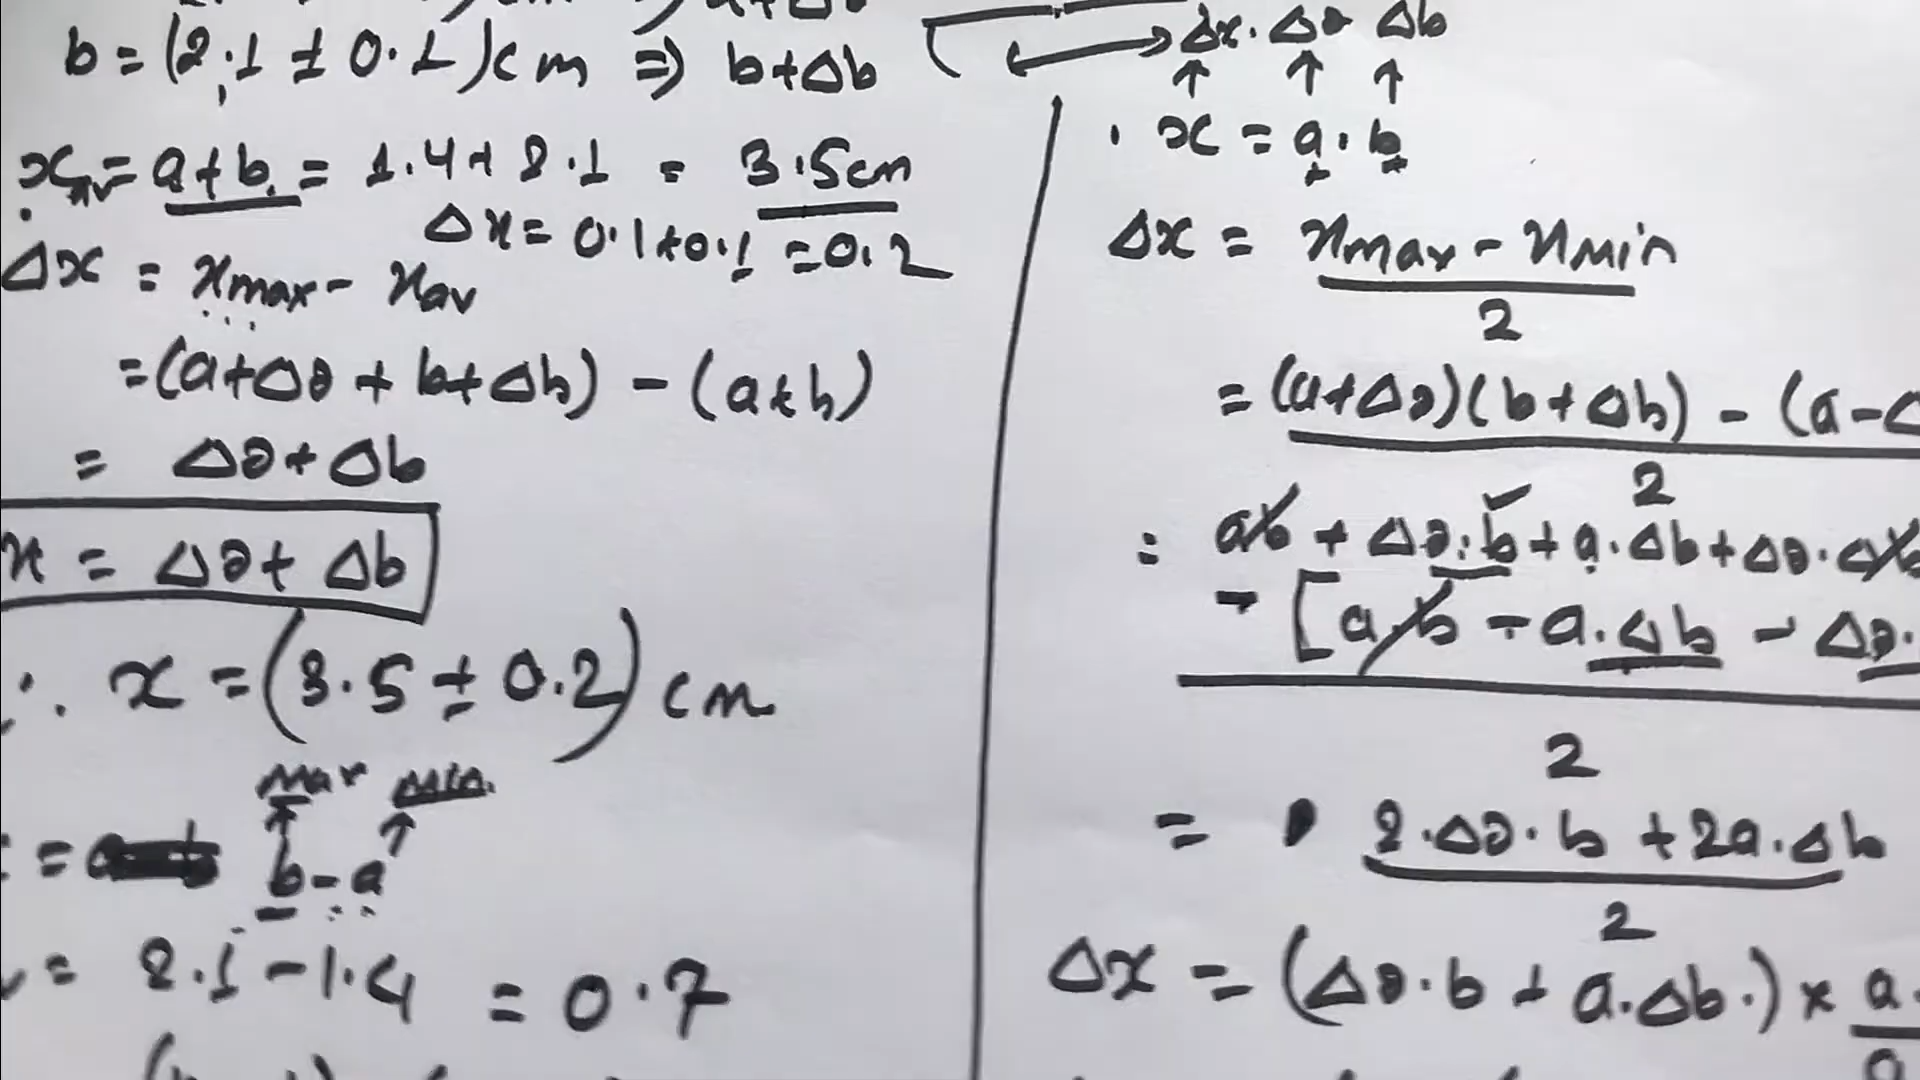 b = (2.1 ± 0.1)cm ⇒ b+Δb
x_av = a+b = 1.4+2.1 = 3.5cm
Δx = 0.1+0.1 = 0.2
Δx = xmax - xav
= (a+Δa + b+Δb) - (a+b)
= Δa + Δb
x = Δa + Δb
∴ x = (3.5 ± 0.2) cm
max min.
= b - a
= 2.1 - 1.4 = 0.7
Δx. Δa Δb
↑ ↑ ↑
x = a.b
Δx = xmax - xmin
2
= (a+Δa)(b+Δb) - (a-Δ
2
= ab + Δa.b + a.Δb + Δa.Δb
- [a.b - a.Δb - Δa.
2
= 2.Δa.b + 2a.Δb
2
Δx = (Δa.b + a.Δb.) × a.